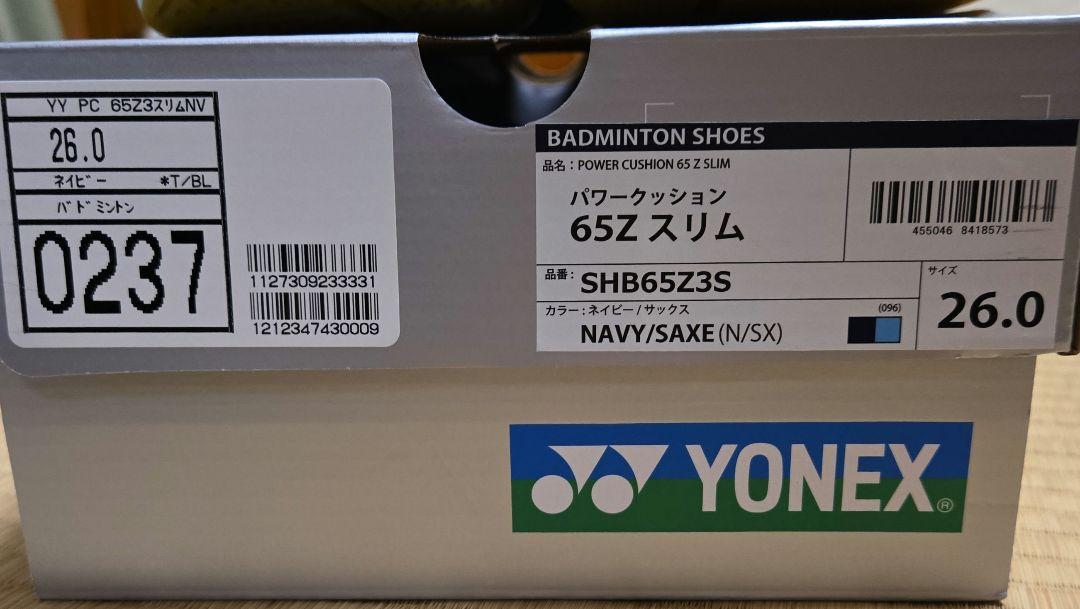 YY PC 65Z3スリムNV
26.0
ネイビー *T/BL
バドミントン
0237
1127309233331
1212347430009
BADMINTON SHOES
品名：POWER CUSHION 65 Z SLIM
パワークッション
65Z スリム
455046 8418573
品番： SHB65Z3S
カラー：ネイビー / サックス (096)
NAVY/SAXE (N/SX)
サイズ
26.0
YONEX®